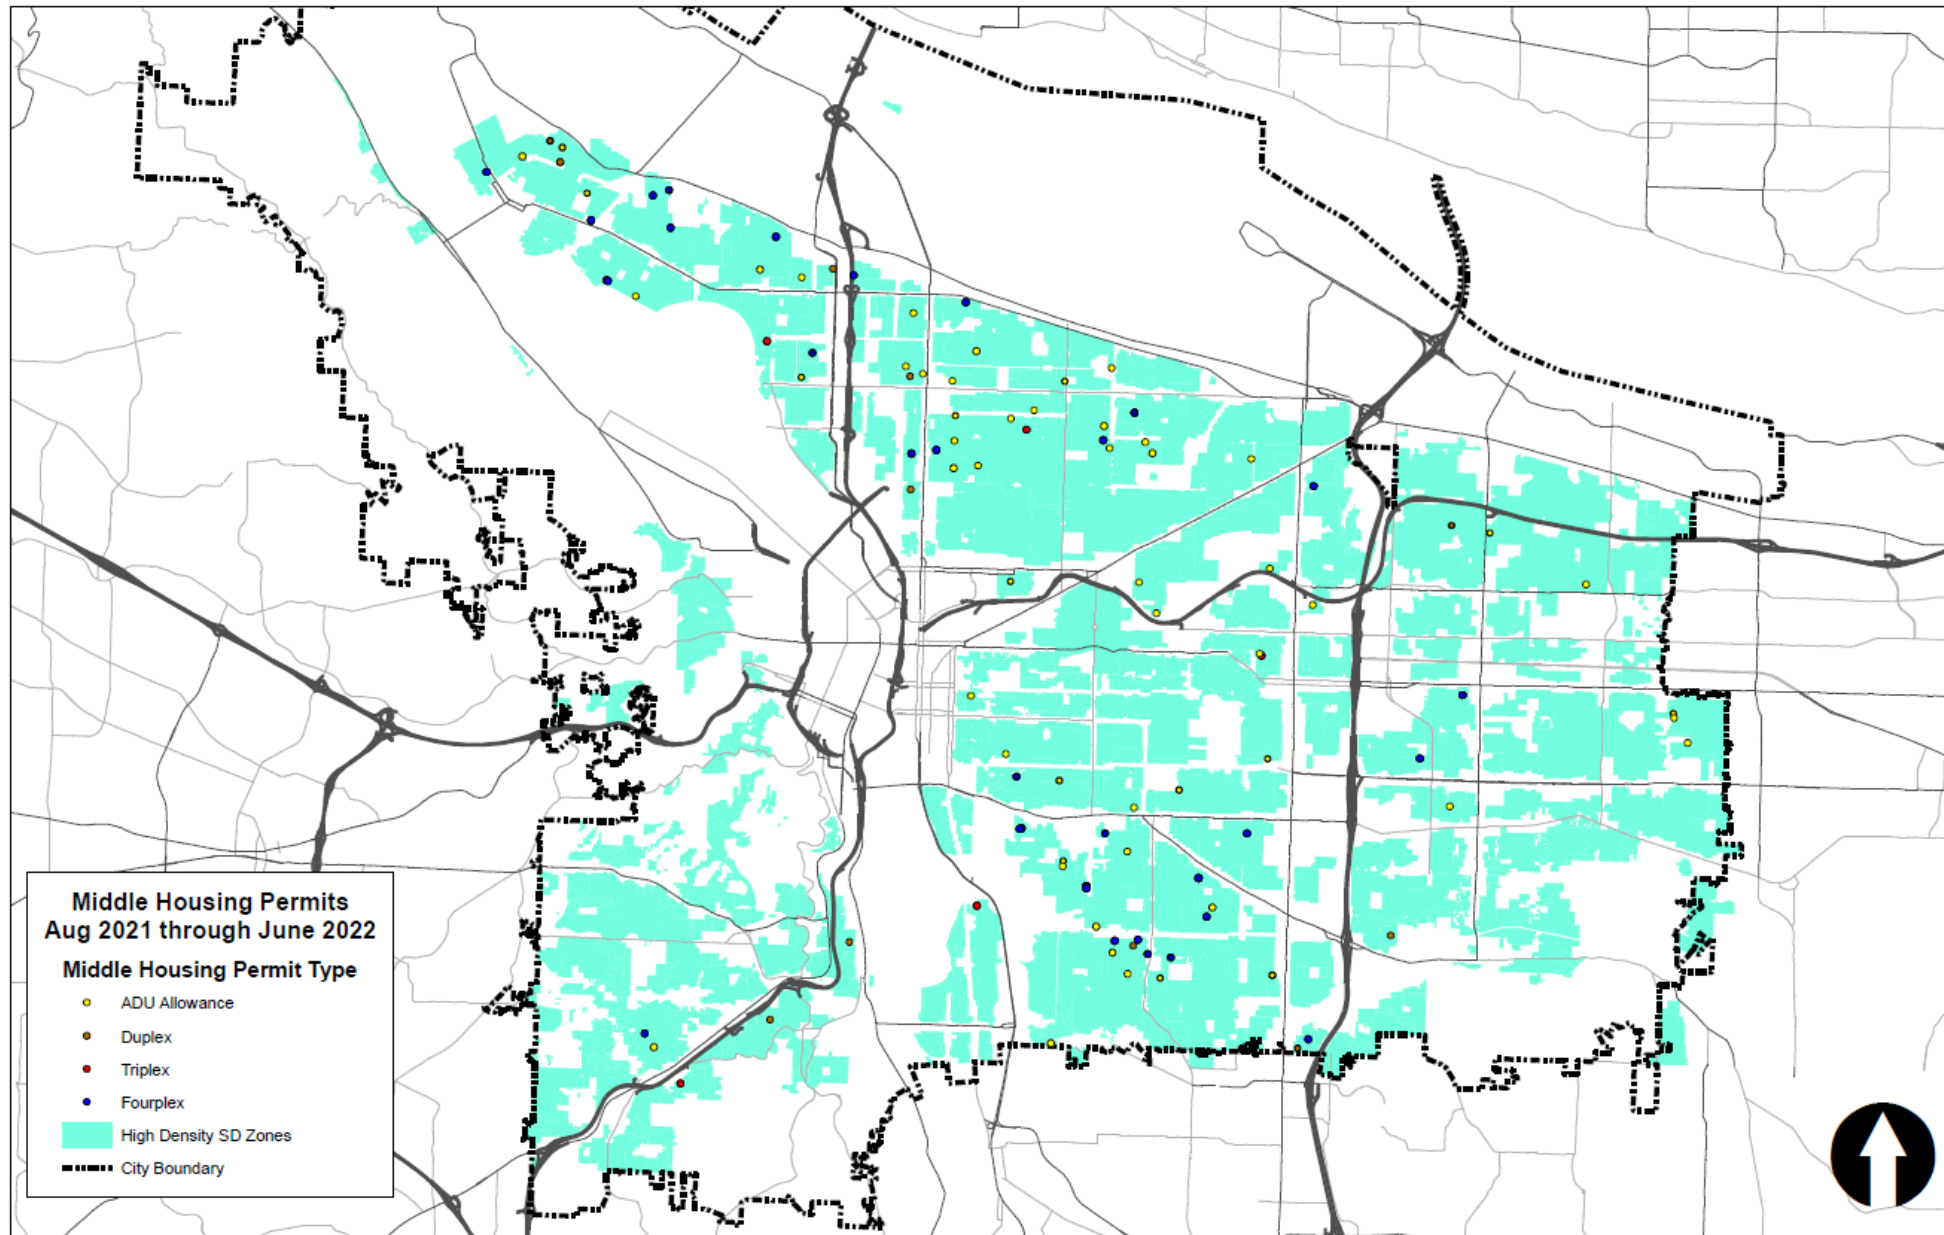 Middle Housing Permits
Aug 2021 through June 2022
Middle Housing Permit Type
ADU Allowance
Duplex
Triplex
Fourplex
High Density SD Zones
City Boundary